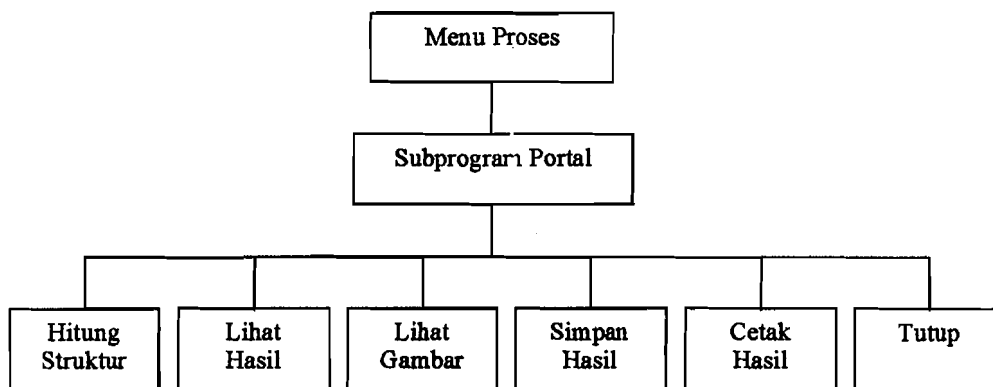 Menu Proses
Subprogram Portal
Hitung
Struktur
Lihat
Hasil
Lihat
Gambar
Simpan
Hasil
Cetak
Hasil
Tutup